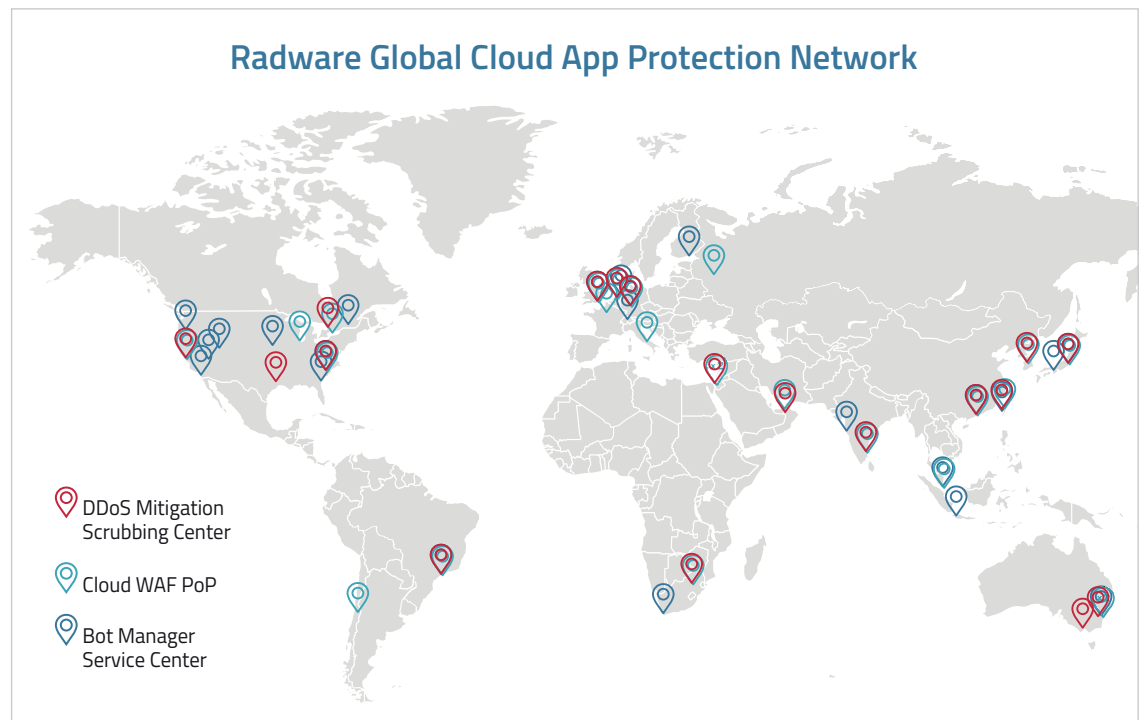 Radware Global Cloud App Protection Network
DDoS Mitigation
Scrubbing Center
Cloud WAF PoP
Bot Manager
Service Center